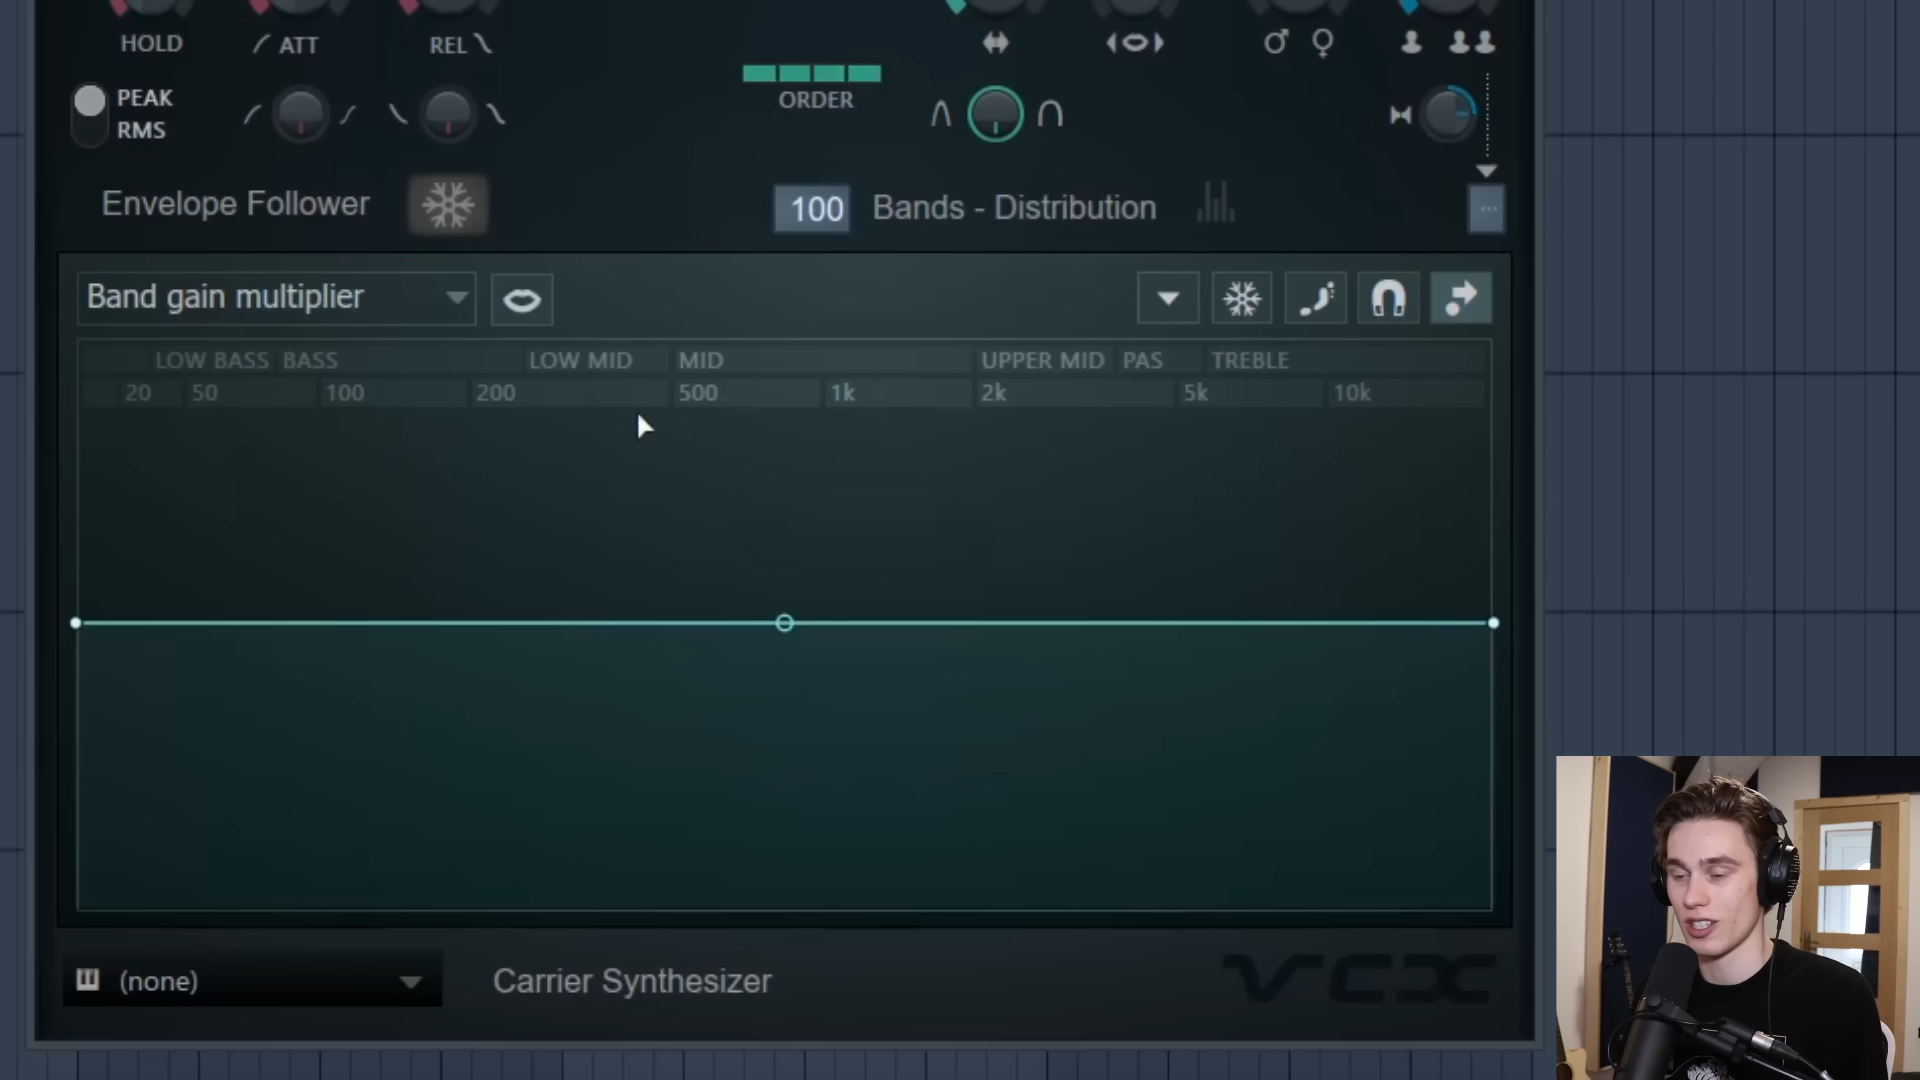 HOLD
ATT
REL
PEAK
RMS
ORDER
Envelope Follower
100 Bands - Distribution
Band gain multiplier
LOW BASS BASS LOW MID MID UPPER MID PAS TREBLE
20 50 100 200 500 1k 2k 5k 10k
(none)
Carrier Synthesizer
VCX